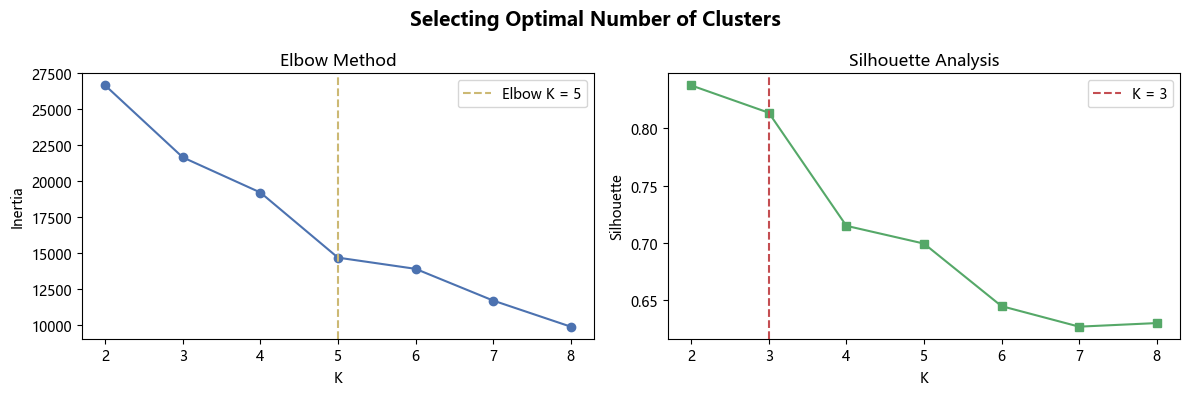 Selecting Optimal Number of Clusters
Elbow Method
Elbow K = 5
Inertia
27500
25000
22500
20000
17500
15000
12500
10000
2 3 4 5 6 7 8
K
Silhouette Analysis
K = 3
Silhouette
0.80
0.75
0.70
0.65
2 3 4 5 6 7 8
K